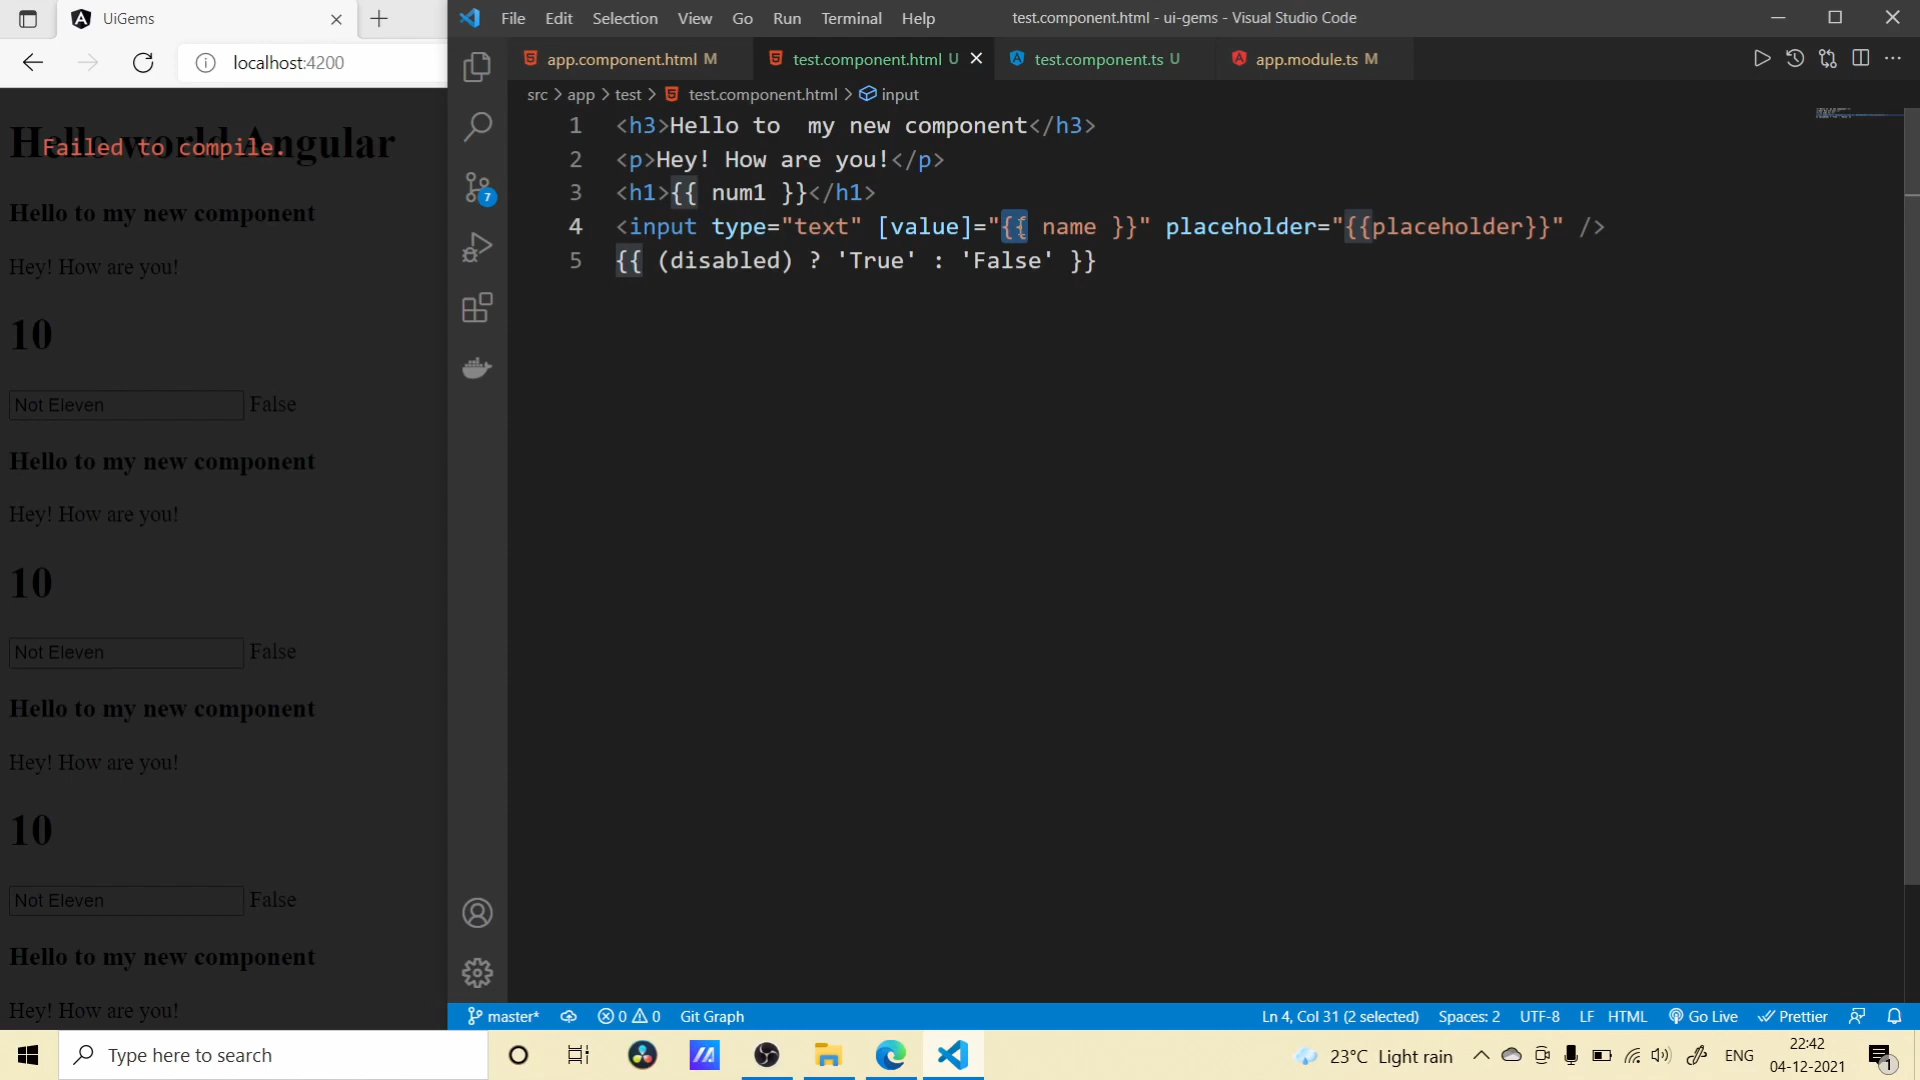 UiGems
localhost:4200
Hello world Angular
Failed to compile.
Hello to my new component
Hey! How are you!
10
Not Eleven False
Hello to my new component
Hey! How are you!
10
Not Eleven False
Hello to my new component
Hey! How are you!
10
Not Eleven False
Hello to my new component
Hey! How are you!
File Edit Selection View Go Run Terminal Help
test.component.html - ui-gems - Visual Studio Code
app.component.html M test.component.html U test.component.ts U app.module.ts M
src > app > test > test.component.html > input
1 <h3>Hello to  my new component</h3>
2 <p>Hey! How are you!</p>
3 <h1>{{ num1 }}</h1>
4 <input type="text" [value]="{{ name }}" placeholder="{{placeholder}}" />
5 {{ (disabled) ? 'True' : 'False' }}
7
master* 0 0 Git Graph Ln 4, Col 31 (2 selected) Spaces: 2 UTF-8 LF HTML Go Live Prettier
Type here to search
23°C Light rain
ENG
22:42
04-12-2021
1